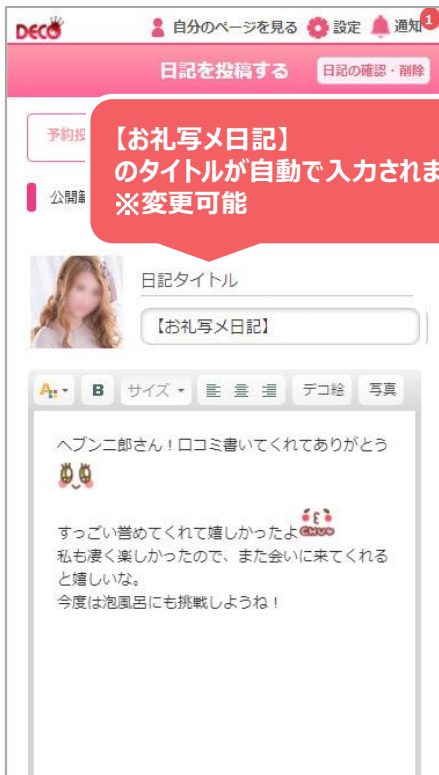 DECO
自分のページを見る 設定 通知 1
日記を投稿する 日記の確認・削除
予約投
【お礼写メ日記】
のタイトルが自動で入力されま
※変更可能
公開範
日記タイトル
【お礼写メ日記】
A B サイズ デコ絵 写真
ヘブン二郎さん!口コミ書いてくれてありがとう
すっごい誉めてくれて嬉しかったよ CHUO
私も凄く楽しかったので、また会いに来てくれる
と嬉しいな。
今度は泡風呂にも挑戦しようね!